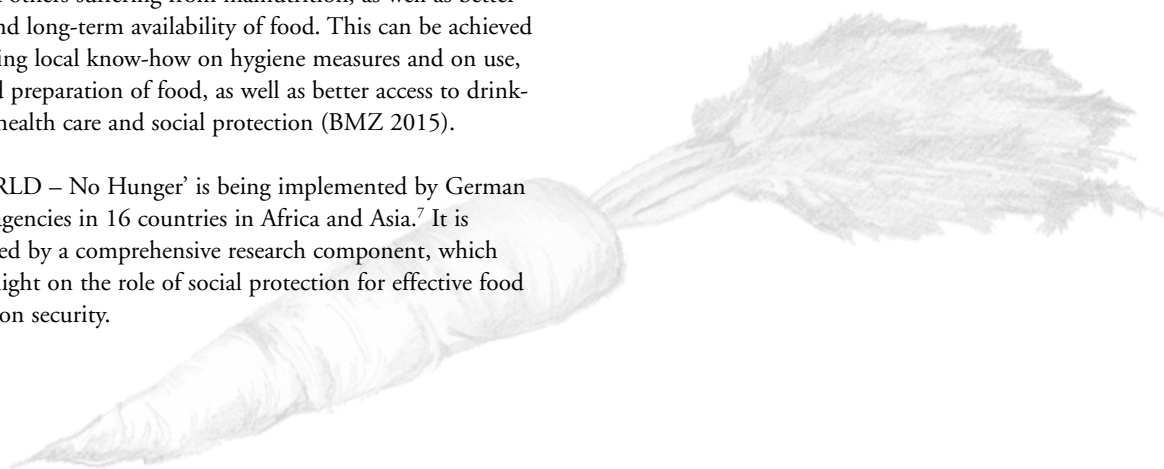 others suffering from malnutrition, as well as better
nd long-term availability of food. This can be achieved
ing local know-how on hygiene measures and on use,
d preparation of food, as well as better access to drink-
health care and social protection (BMZ 2015).
RLD – No Hunger’ is being implemented by German
agencies in 16 countries in Africa and Asia.7 It is
ed by a comprehensive research component, which
light on the role of social protection for effective food
on security.